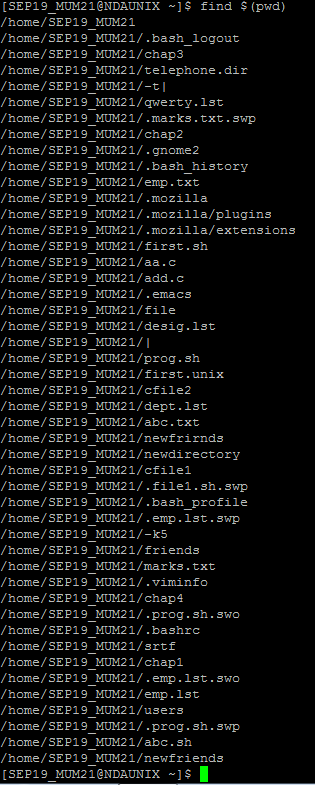 [SEP19_MUM21@NDAUNIX ~]$ find $(pwd)
/home/SEP19_MUM21
/home/SEP19_MUM21/.bash_logout
/home/SEP19_MUM21/chap3
/home/SEP19_MUM21/telephone.dir
/home/SEP19_MUM21/-t|
/home/SEP19_MUM21/qwerty.lst
/home/SEP19_MUM21/.marks.txt.swp
/home/SEP19_MUM21/chap2
/home/SEP19_MUM21/.gnome2
/home/SEP19_MUM21/.bash_history
/home/SEP19_MUM21/emp.txt
/home/SEP19_MUM21/.mozilla
/home/SEP19_MUM21/.mozilla/plugins
/home/SEP19_MUM21/.mozilla/extensions
/home/SEP19_MUM21/first.sh
/home/SEP19_MUM21/aa.c
/home/SEP19_MUM21/add.c
/home/SEP19_MUM21/.emacs
/home/SEP19_MUM21/file
/home/SEP19_MUM21/desig.lst
/home/SEP19_MUM21/|
/home/SEP19_MUM21/prog.sh
/home/SEP19_MUM21/first.unix
/home/SEP19_MUM21/cfile2
/home/SEP19_MUM21/dept.lst
/home/SEP19_MUM21/abc.txt
/home/SEP19_MUM21/newfrirnds
/home/SEP19_MUM21/newdirectory
/home/SEP19_MUM21/cfile1
/home/SEP19_MUM21/.file1.sh.swp
/home/SEP19_MUM21/.bash_profile
/home/SEP19_MUM21/.emp.lst.swp
/home/SEP19_MUM21/-k5
/home/SEP19_MUM21/friends
/home/SEP19_MUM21/marks.txt
/home/SEP19_MUM21/.viminfo
/home/SEP19_MUM21/chap4
/home/SEP19_MUM21/.prog.sh.swo
/home/SEP19_MUM21/.bashrc
/home/SEP19_MUM21/srtf
/home/SEP19_MUM21/chap1
/home/SEP19_MUM21/.emp.lst.swo
/home/SEP19_MUM21/emp.lst
/home/SEP19_MUM21/users
/home/SEP19_MUM21/.prog.sh.swp
/home/SEP19_MUM21/abc.sh
/home/SEP19_MUM21/newfriends
[SEP19_MUM21@NDAUNIX ~]$